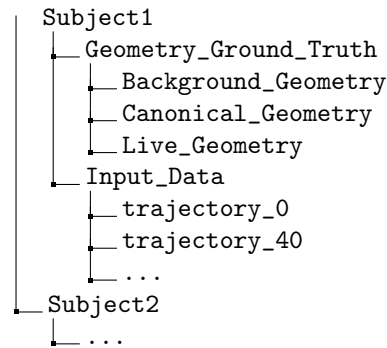 Subject1
Geometry_Ground_Truth
Background_Geometry
Canonical_Geometry
Live_Geometry
Input_Data
trajectory_0
trajectory_40
...
Subject2
...